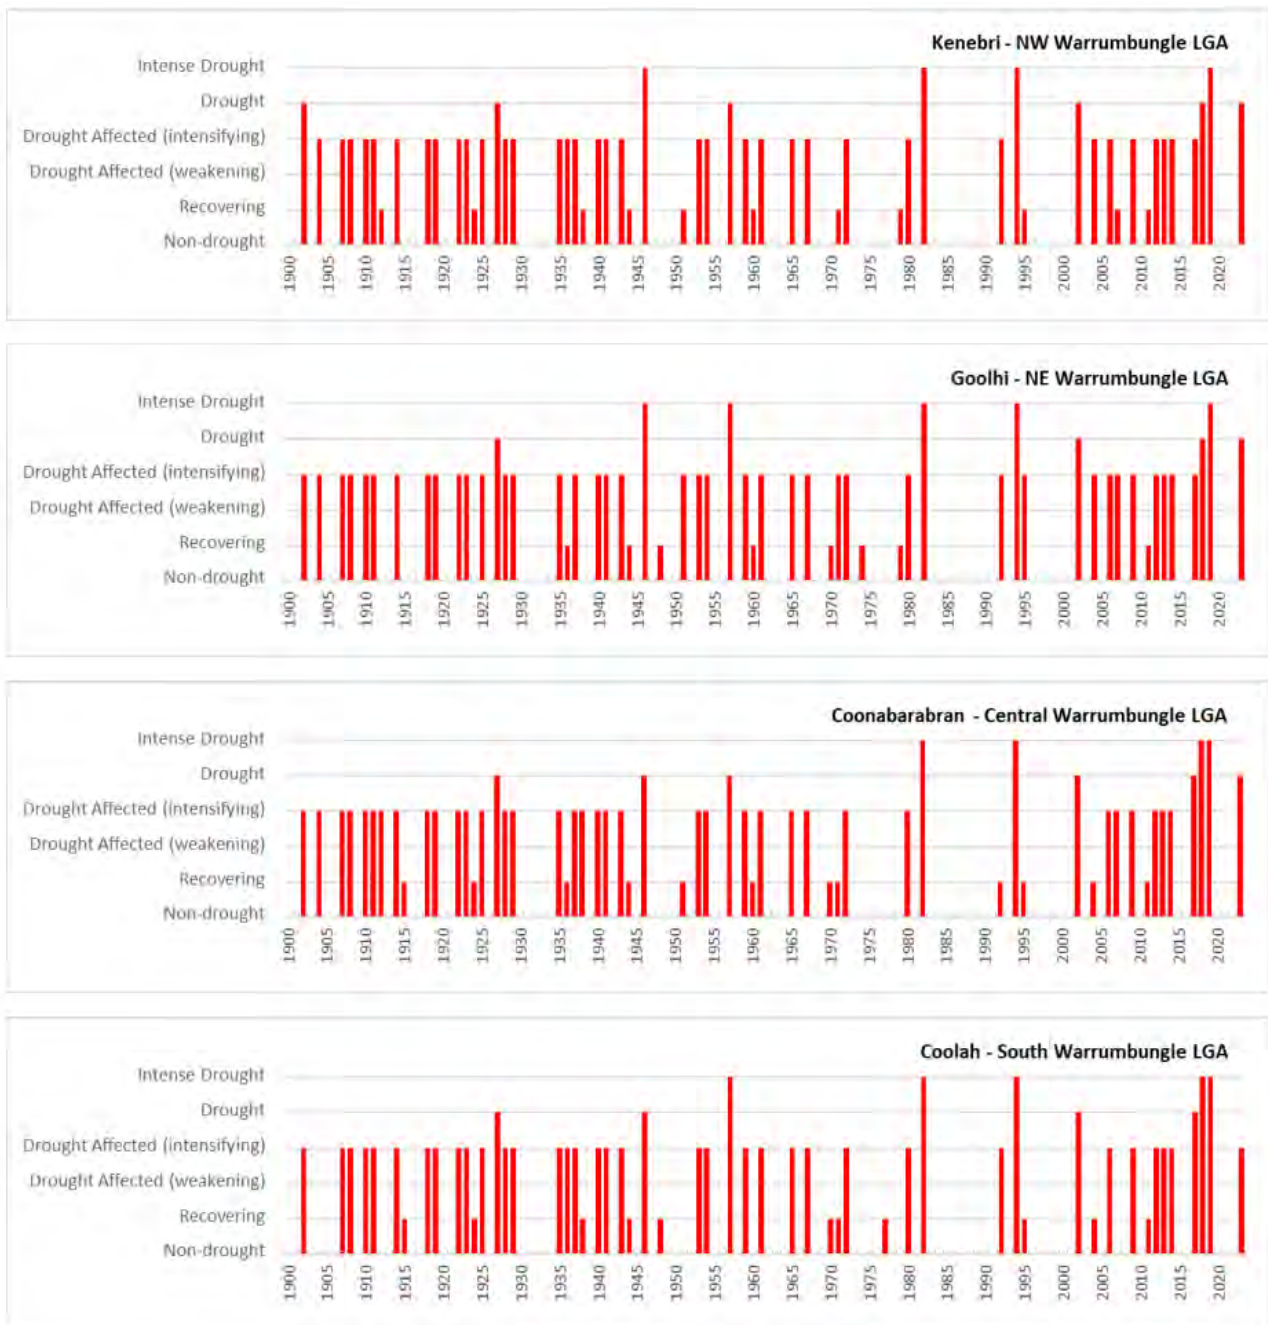 Kenebri - NW Warrumbungle LGA
Intense Drought
Drought
Drought Affected (intensifying)
Drought Affected (weakening)
Recovering
Non-drought
1900 1905 1910 1915 1920 1925 1930 1935 1940 1945 1950 1955 1960 1965 1970 1975 1980 1985 1990 1995 2000 2005 2010 2015 2020
Goolhi - NE Warrumbungle LGA
Intense Drought
Drought
Drought Affected (intensifying)
Drought Affected (weakening)
Recovering
Non-drought
1900 1905 1910 1915 1920 1925 1930 1935 1940 1945 1950 1955 1960 1965 1970 1975 1980 1985 1990 1995 2000 2005 2010 2015 2020
Coonabarabran - Central Warrumbungle LGA
Intense Drought
Drought
Drought Affected (intensifying)
Drought Affected (weakening)
Recovering
Non-drought
1900 1905 1910 1915 1920 1925 1930 1935 1940 1945 1950 1955 1960 1965 1970 1975 1980 1985 1990 1995 2000 2005 2010 2015 2020
Coolah - South Warrumbungle LGA
Intense Drought
Drought
Drought Affected (intensifying)
Drought Affected (weakening)
Recovering
Non-drought
1900 1905 1910 1915 1920 1925 1930 1935 1940 1945 1950 1955 1960 1965 1970 1975 1980 1985 1990 1995 2000 2005 2010 2015 2020